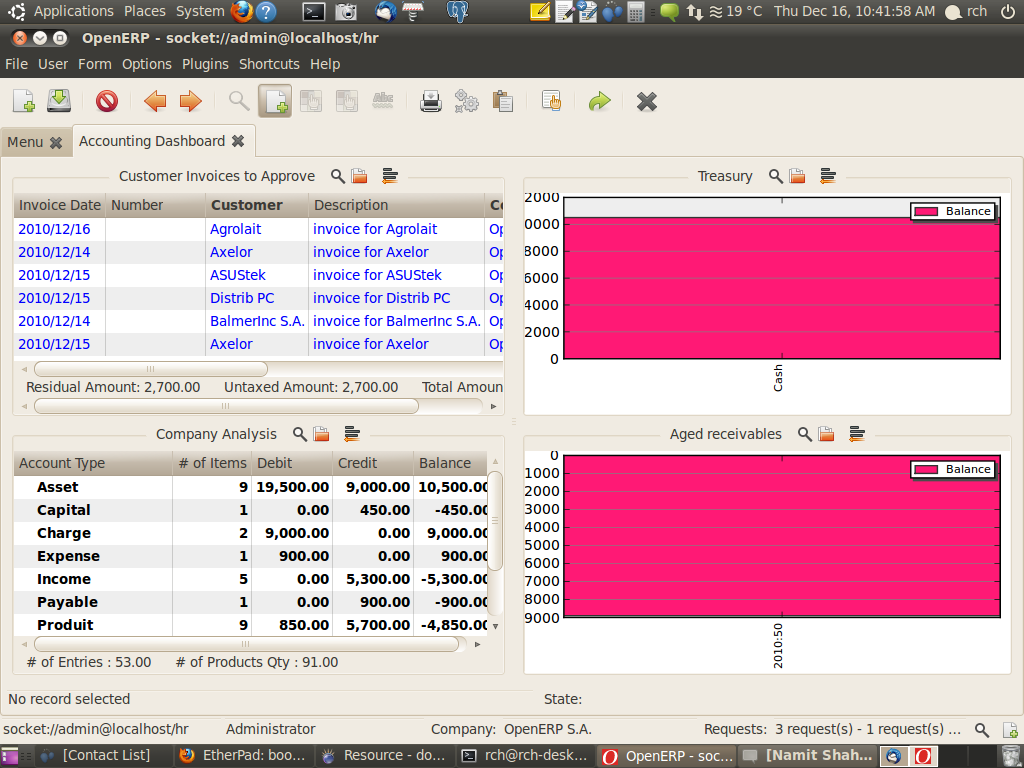 Applications Places System 19 °C Thu Dec 16, 10:41:58 AM rch
OpenERP - socket://admin@localhost/hr
File User Form Options Plugins Shortcuts Help
Abc
Menu Accounting Dashboard
Customer Invoices to Approve
Invoice Date Number Customer Description Co
2010/12/16 Agrolait invoice for Agrolait Op
2010/12/14 Axelor invoice for Axelor Op
2010/12/15 ASUStek invoice for ASUStek Op
2010/12/15 Distrib PC invoice for Distrib PC Op
2010/12/14 BalmerInc S.A. invoice for BalmerInc S.A. Op
2010/12/15 Axelor invoice for Axelor Op
Residual Amount: 2,700.00 Untaxed Amount: 2,700.00 Total Amoun
Treasury
2000
0000
8000
6000
4000
2000
0
Balance
Cash
Company Analysis
Account Type # of Items Debit Credit Balance
Asset 9 19,500.00 9,000.00 10,500.00
Capital 1 0.00 450.00 -450.00
Charge 2 9,000.00 0.00 9,000.00
Expense 1 900.00 0.00 900.00
Income 5 0.00 5,300.00 -5,300.00
Payable 1 0.00 900.00 -900.00
Produit 9 850.00 5,700.00 -4,850.00
# of Entries : 53.00 # of Products Qty : 91.00
Aged receivables
0
1000
2000
3000
4000
5000
6000
7000
8000
9000
Balance
2010:50
No record selected State:
socket://admin@localhost/hr Administrator Company: OpenERP S.A. Requests: 3 request(s) - 1 request(s) ...
[Contact List] EtherPad: boo... Resource - do... rch@rch-desk... OpenERP - soc... [Namit Shah...